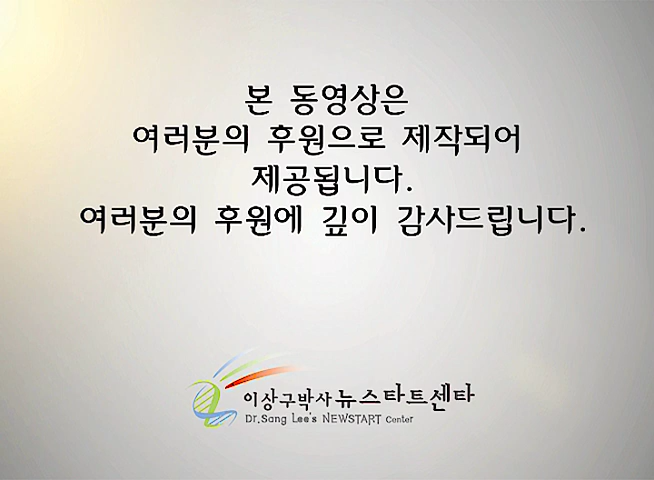 본 동영상은
여러분의 후원으로 제작되어
제공됩니다.
여러분의 후원에 깊이 감사드립니다.
이상구박사 뉴스타트센타
Dr.Sang Lee's NEWSTART Center